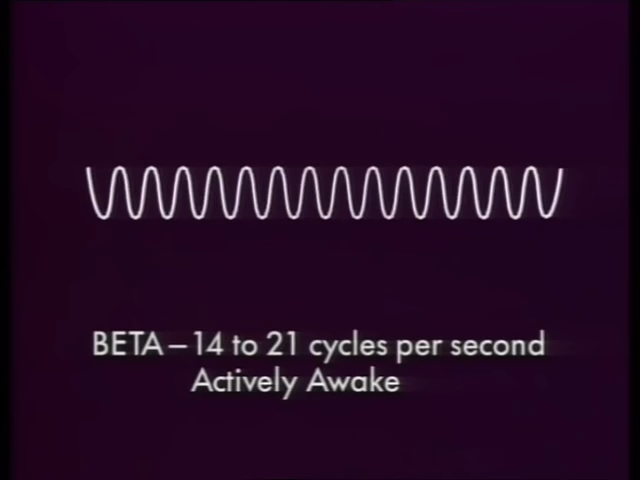 BETA – 14 to 21 cycles per second
Actively Awake